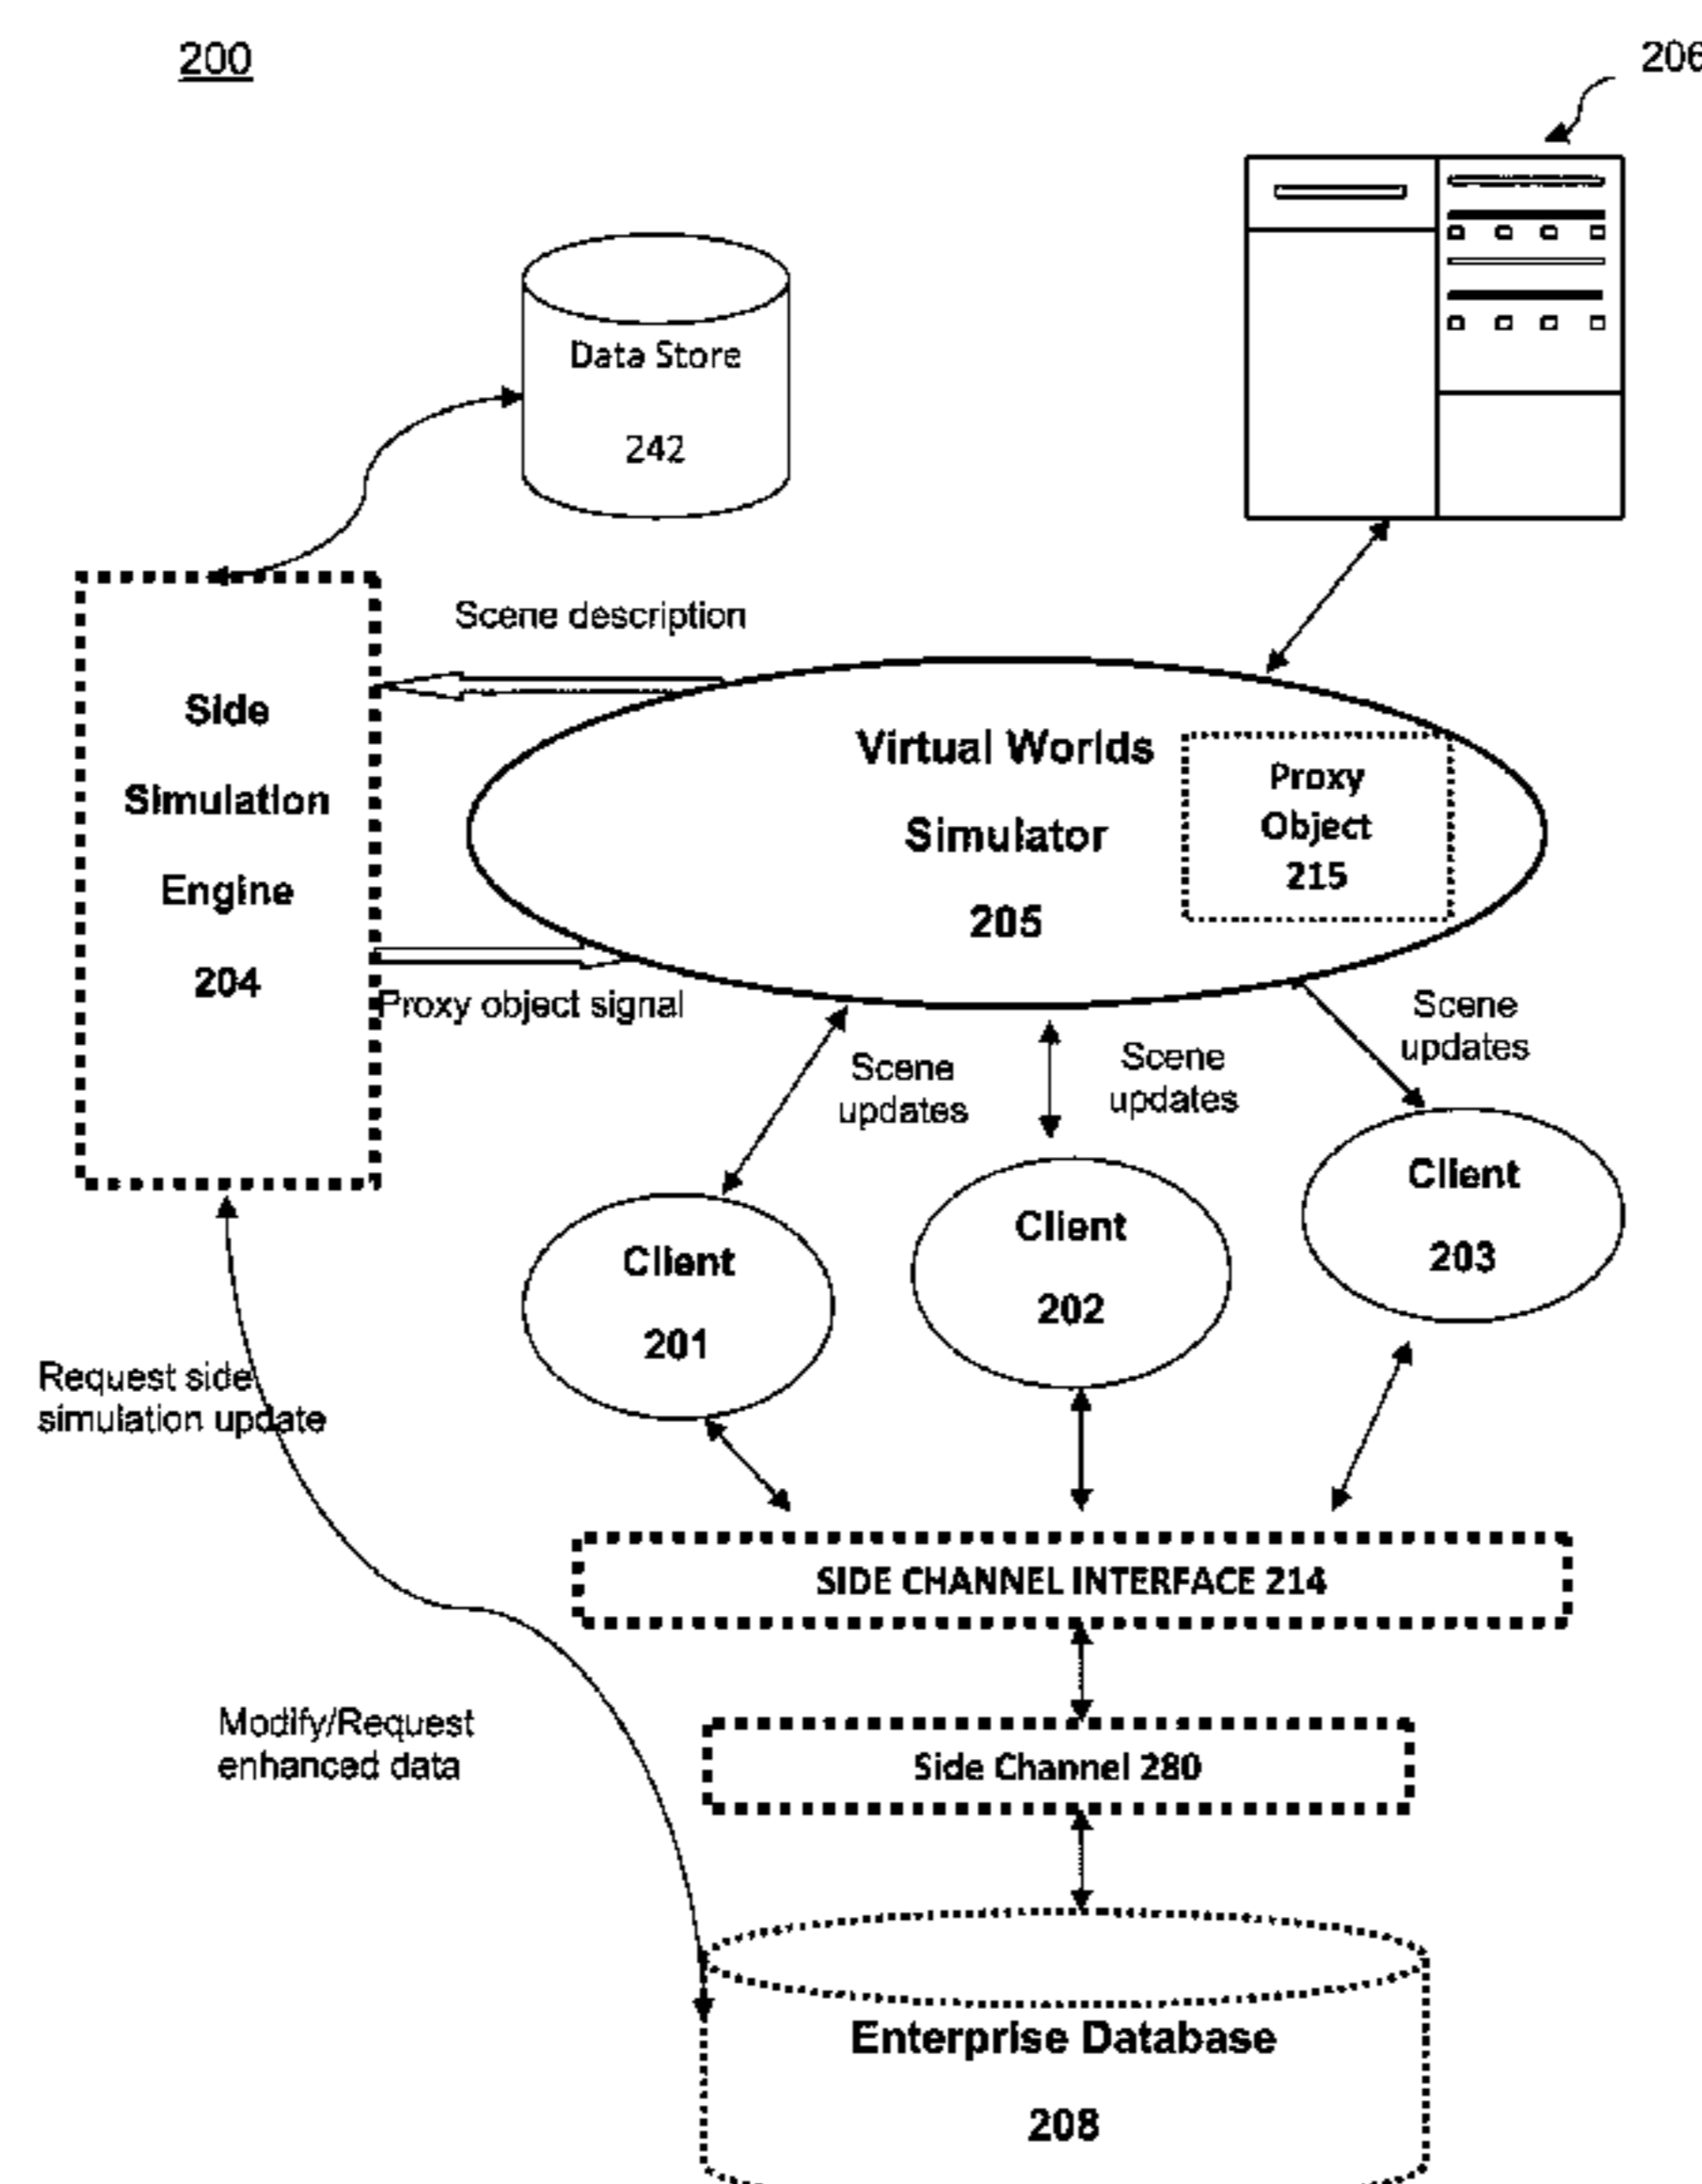 200
206
Data Store
242
Scene description
Side
Simulation
Engine
204
Virtual Worlds
Simulator
205
Proxy
Object
215
Proxy object signal
Scene
updates
Scene
updates
Scene
updates
Client
201
Client
202
Client
203
Request side
simulation update
SIDE CHANNEL INTERFACE 214
Modify/Request
enhanced data
Side Channel 280
Enterprise Database
208